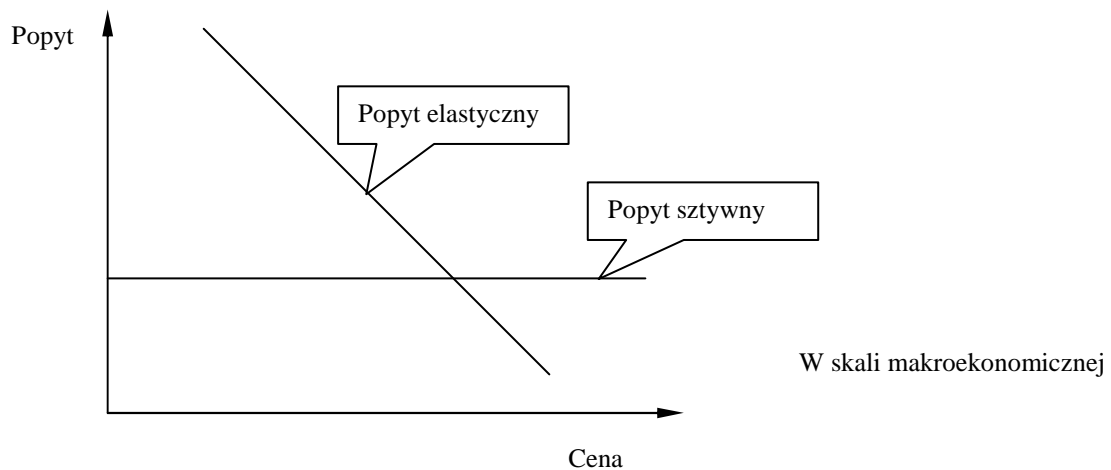 Popyt
Popyt elastyczny
Popyt sztywny
W skali makroekonomicznej
Cena